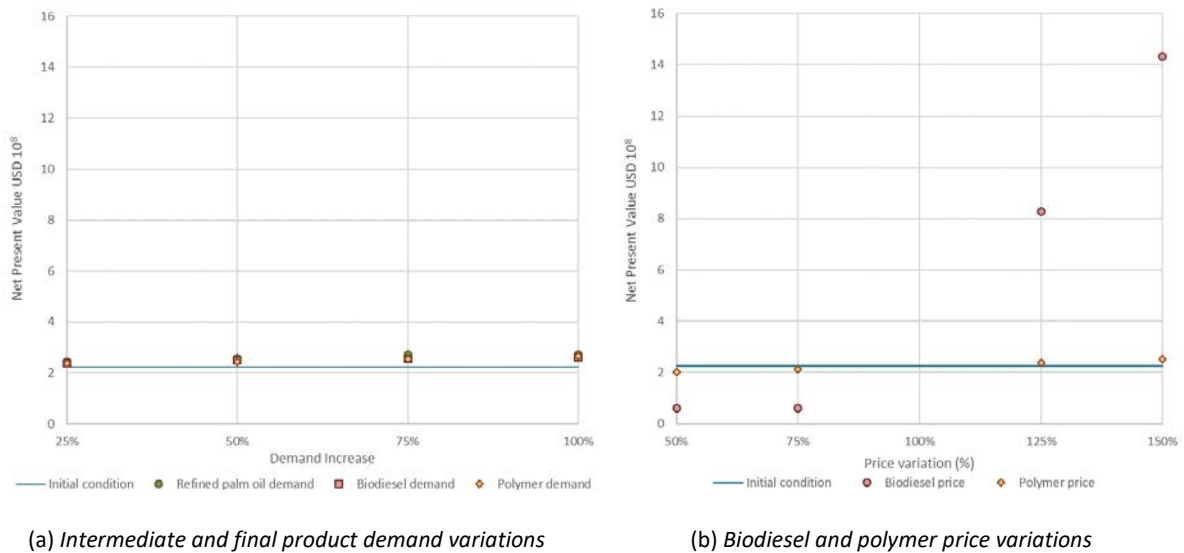 Net Present Value USD 10⁸
16
14
12
10
8
6
4
2
0
25%
50%
75%
100%
Demand Increase
Initial condition
Refined palm oil demand
Biodiesel demand
Polymer demand
(a) Intermediate and final product demand variations
Net Present Value USD 10⁸
16
14
12
10
8
6
4
2
0
50%
75%
100%
125%
150%
Price variation (%)
Initial condition
Biodiesel price
Polymer price
(b) Biodiesel and polymer price variations